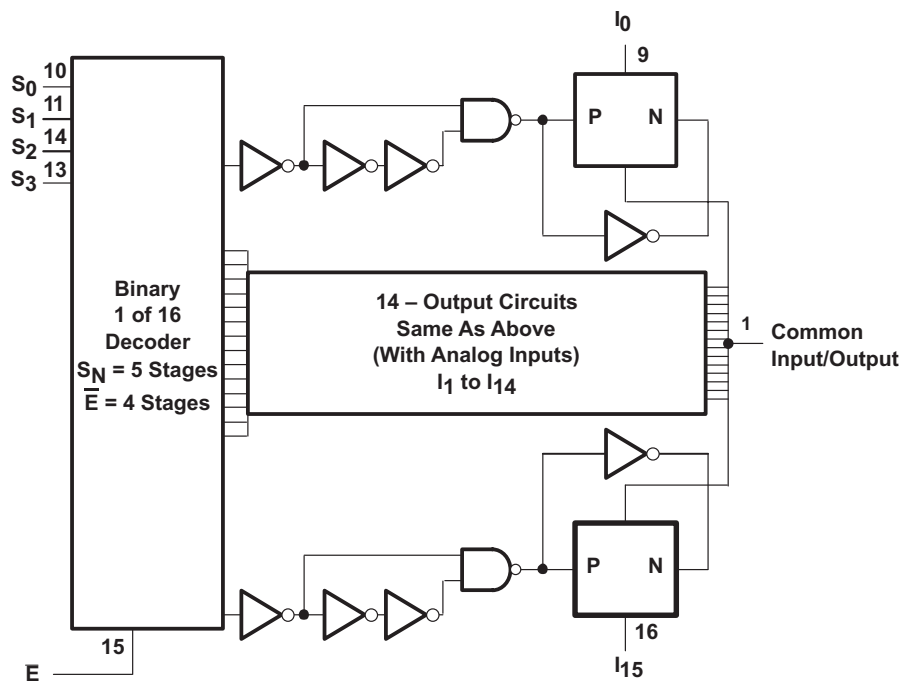 I0
9
P N
10
S0
11
S1
14
S2
13
S3
Binary
1 of 16
Decoder
SN = 5 Stages
E̅ = 4 Stages
14 – Output Circuits
Same As Above
(With Analog Inputs)
I1 to I14
1
Common
Input/Output
P N
16
I15
15
E̅